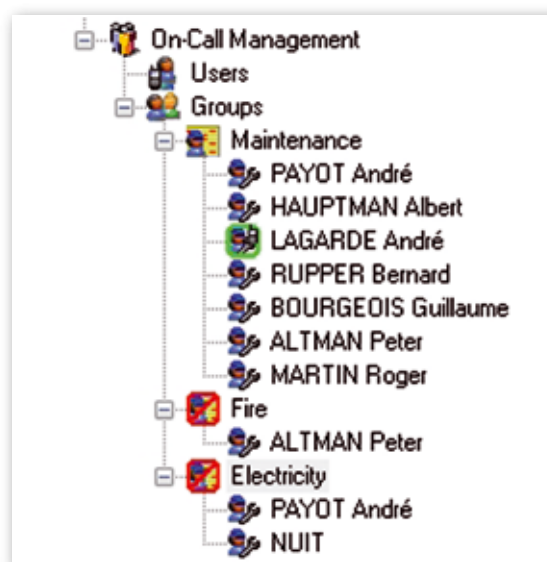 On-Call Management
Users
Groups
Maintenance
PAYOT André
HAUPTMAN Albert
LAGARDE André
RUPPER Bernard
BOURGEOIS Guillaume
ALTMAN Peter
MARTIN Roger
Fire
ALTMAN Peter
Electricity
PAYOT André
NUIT